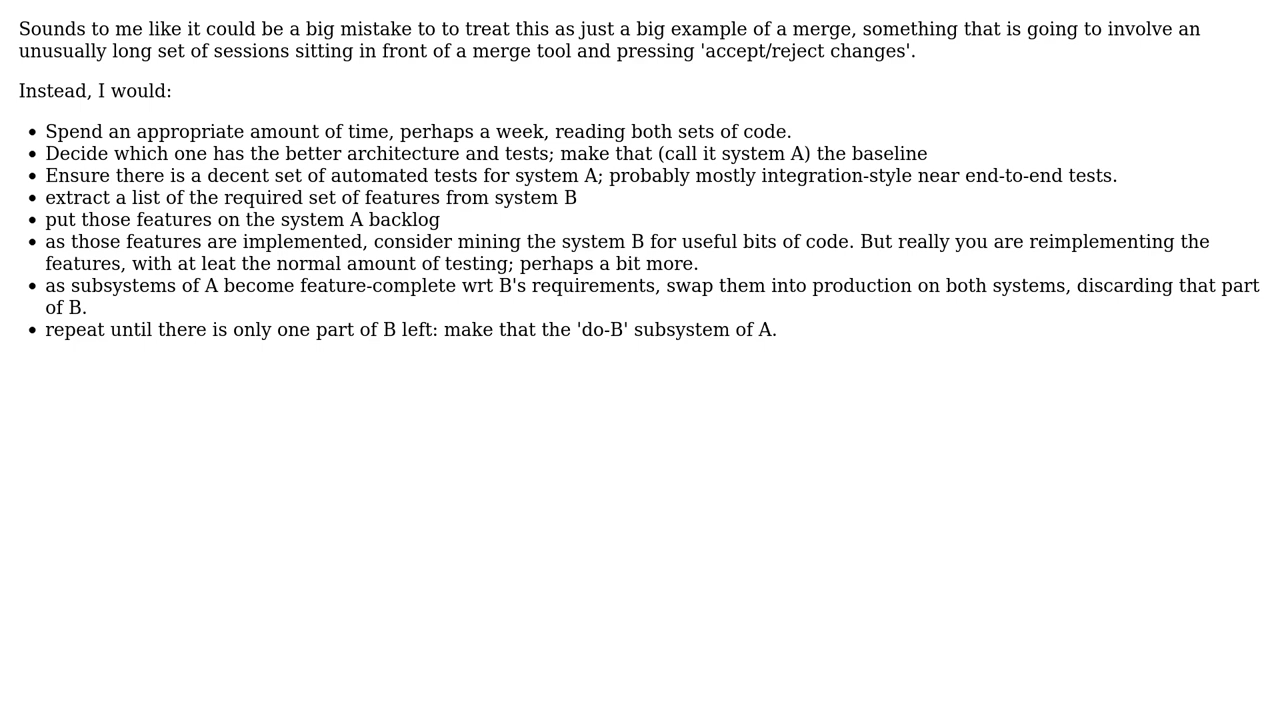 Sounds to me like it could be a big mistake to to treat this as just a big example of a merge, something that is going to involve an
unusually long set of sessions sitting in front of a merge tool and pressing 'accept/reject changes'.
Instead, I would:
• Spend an appropriate amount of time, perhaps a week, reading both sets of code.
• Decide which one has the better architecture and tests; make that (call it system A) the baseline
• Ensure there is a decent set of automated tests for system A; probably mostly integration-style near end-to-end tests.
• extract a list of the required set of features from system B
• put those features on the system A backlog
• as those features are implemented, consider mining the system B for useful bits of code. But really you are reimplementing the
features, with at leat the normal amount of testing; perhaps a bit more.
• as subsystems of A become feature-complete wrt B's requirements, swap them into production on both systems, discarding that part
of B.
• repeat until there is only one part of B left: make that the 'do-B' subsystem of A.